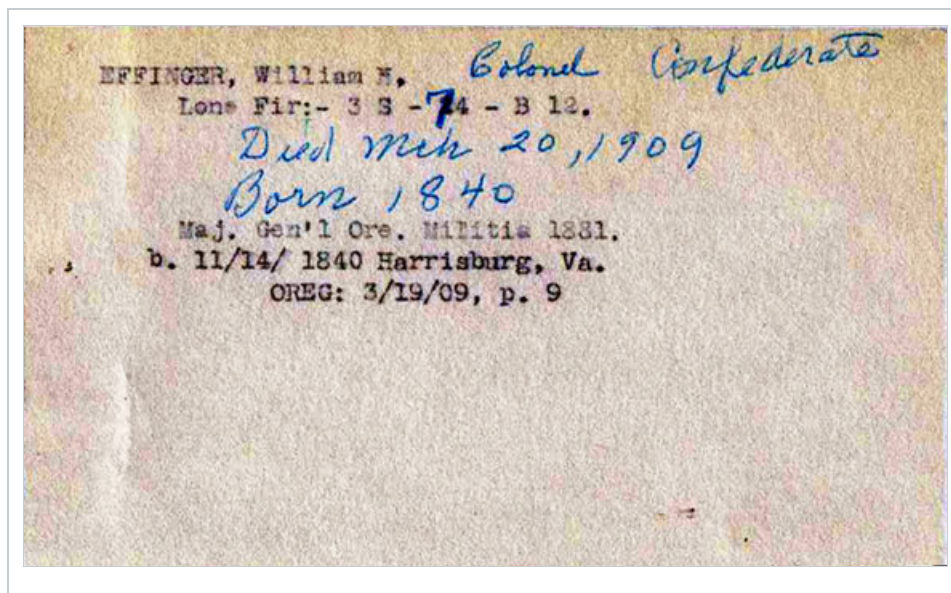 EFFINGER, William H. Colonel Confederate
Lone Fir:- 3 S -74 - B 12.
Died Mch 20, 1909
Born 1840
Maj. Gen'l Ore. Militia 1881.
b. 11/14/ 1840 Harrisburg, Va.
OREG: 3/19/09, p. 9